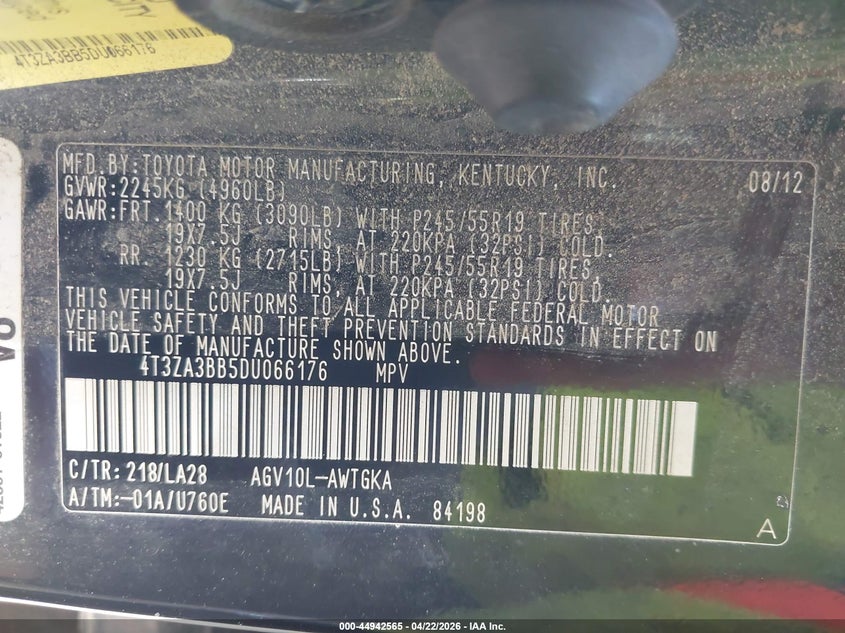 4T3ZA3BB5DU066176
MFD.BY:TOYOTA MOTOR MANUFACTURING, KENTUCKY, INC. 08/12
GVWR:2245KG (4960LB)
GAWR:FRT.1400 KG (3090LB) WITH P245/55R19 TIRES,
19X7.5J RIMS, AT 220KPA (32PSI) COLD.
RR. 1230 KG (2715LB) WITH P245/55R19 TIRES,
19X7.5J RIMS, AT 220KPA (32PSI) COLD.
THIS VEHICLE CONFORMS TO ALL APPLICABLE FEDERAL MOTOR
VEHICLE SAFETY AND THEFT PREVENTION STANDARDS IN EFFECT ON
THE DATE OF MANUFACTURE SHOWN ABOVE.
4T3ZA3BB5DU066176 MPV
C/TR:218/LA28 AGV10L-AWTGKA
A/TM:-01A/U760E MADE IN U.S.A. 84198
A
000-44942565 - 04/22/2026 - IAA Inc.